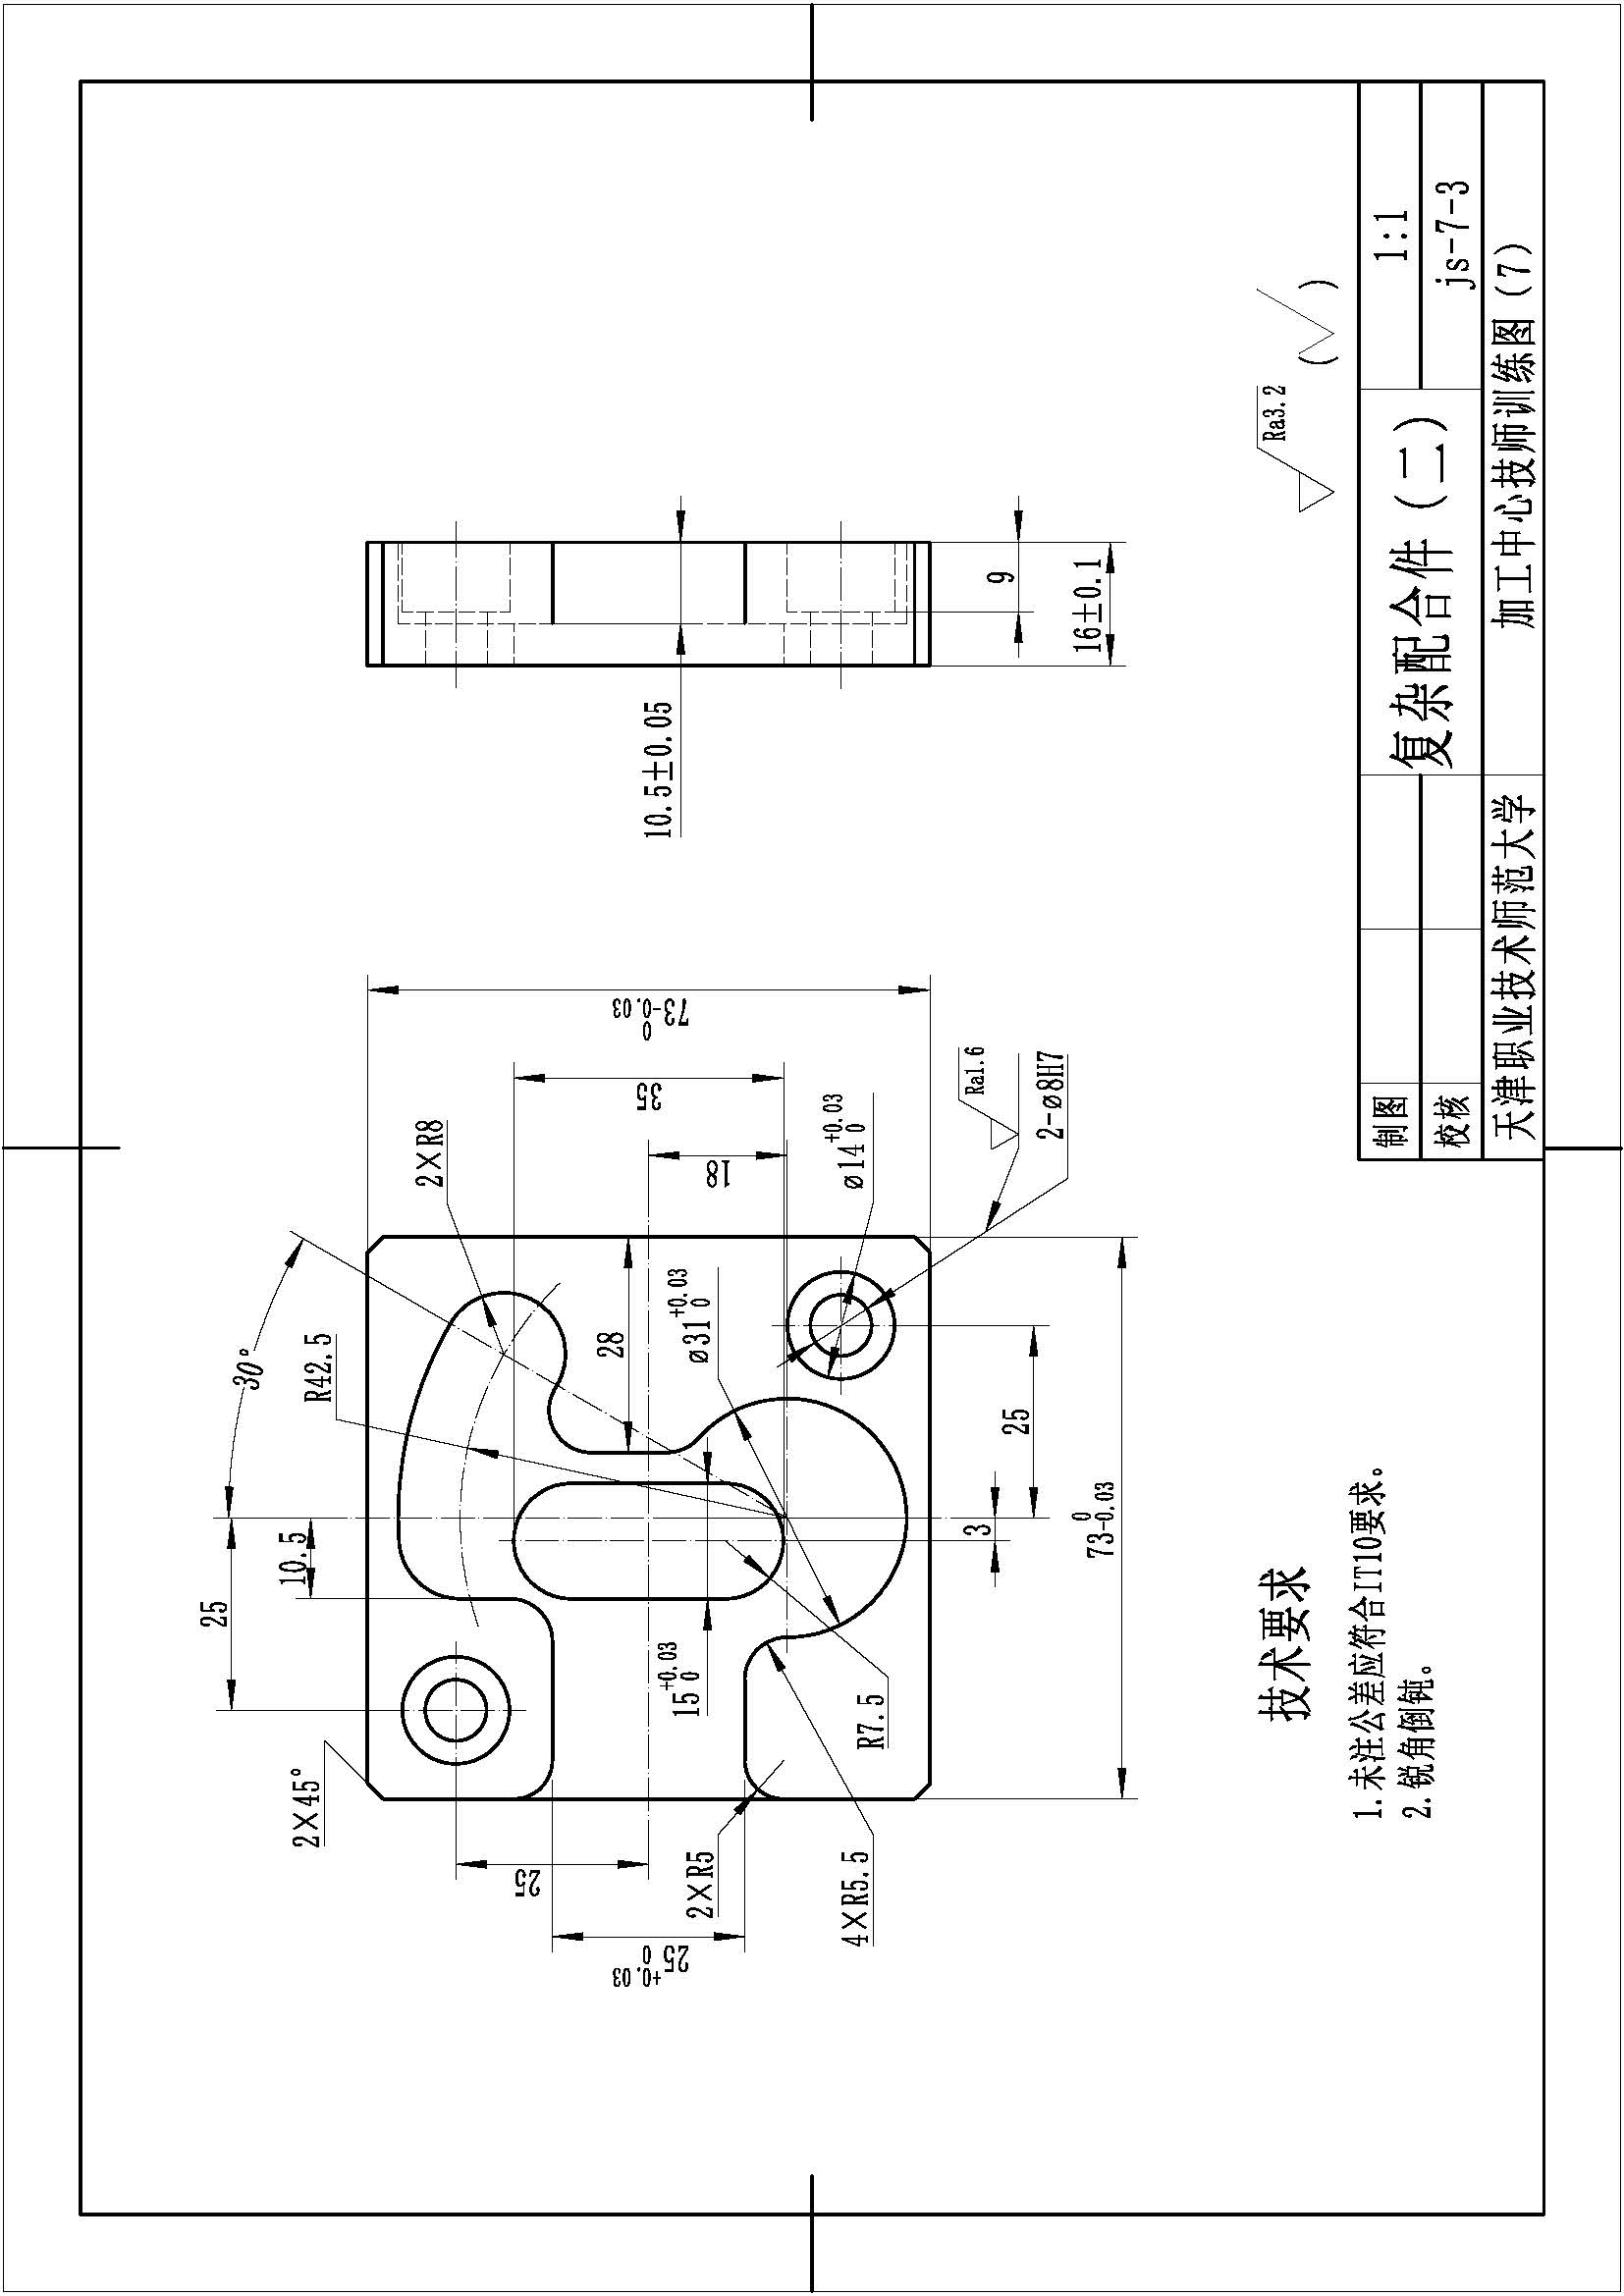 30°
R42.5
2×R8
25
10.5
2×45°
28
ø31 +0.03 0
15 +0.03 0
R7.5
2×R5
4×R5.5
25
25 +0.03 0
18
35
73 0 -0.03
ø14 +0.03 0
Ra1.6
2-ø8H7
3
25
73 0 -0.03
10.5±0.05
9
16±0.1
技术要求
1.未注公差应符合IT10要求。
2.锐角倒钝。
Ra3.2 ( )
制图
校核
复杂配合件（二）
1:1
js-7-3
天津职业技术师范大学
加工中心技师训练图（7）